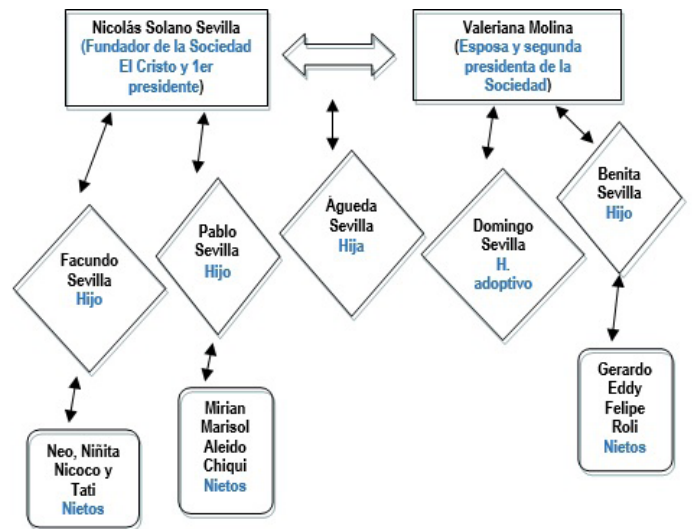 Nicolás Solano Sevilla
(Fundador de la Sociedad
El Cristo y 1er
presidente)
Valeriana Molina
(Esposa y segunda
presidenta de la
Sociedad)
Facundo
Sevilla
Hijo
Pablo
Sevilla
Hijo
Àgueda
Sevilla
Hija
Domingo
Sevilla
H.
adoptivo
Benita
Sevilla
Hijo
Neo, Niñita
Nicoco y
Tati
Nietos
Mirian
Marisol
Aleido
Chiqui
Nietos
Gerardo
Eddy
Felipe
Roli
Nietos